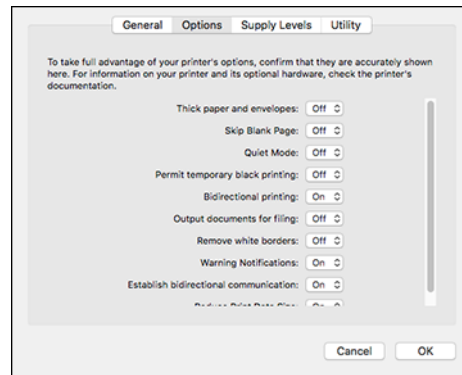 General Options Supply Levels Utility
To take full advantage of your printer's options, confirm that they are accurately shown
here. For information on your printer and its optional hardware, check the printer's
documentation.
Thick paper and envelopes: Off
Skip Blank Page: Off
Quiet Mode: Off
Permit temporary black printing: Off
Bidirectional printing: On
Output documents for filing: Off
Remove white borders: Off
Warning Notifications: On
Establish bidirectional communication: On
Cancel OK